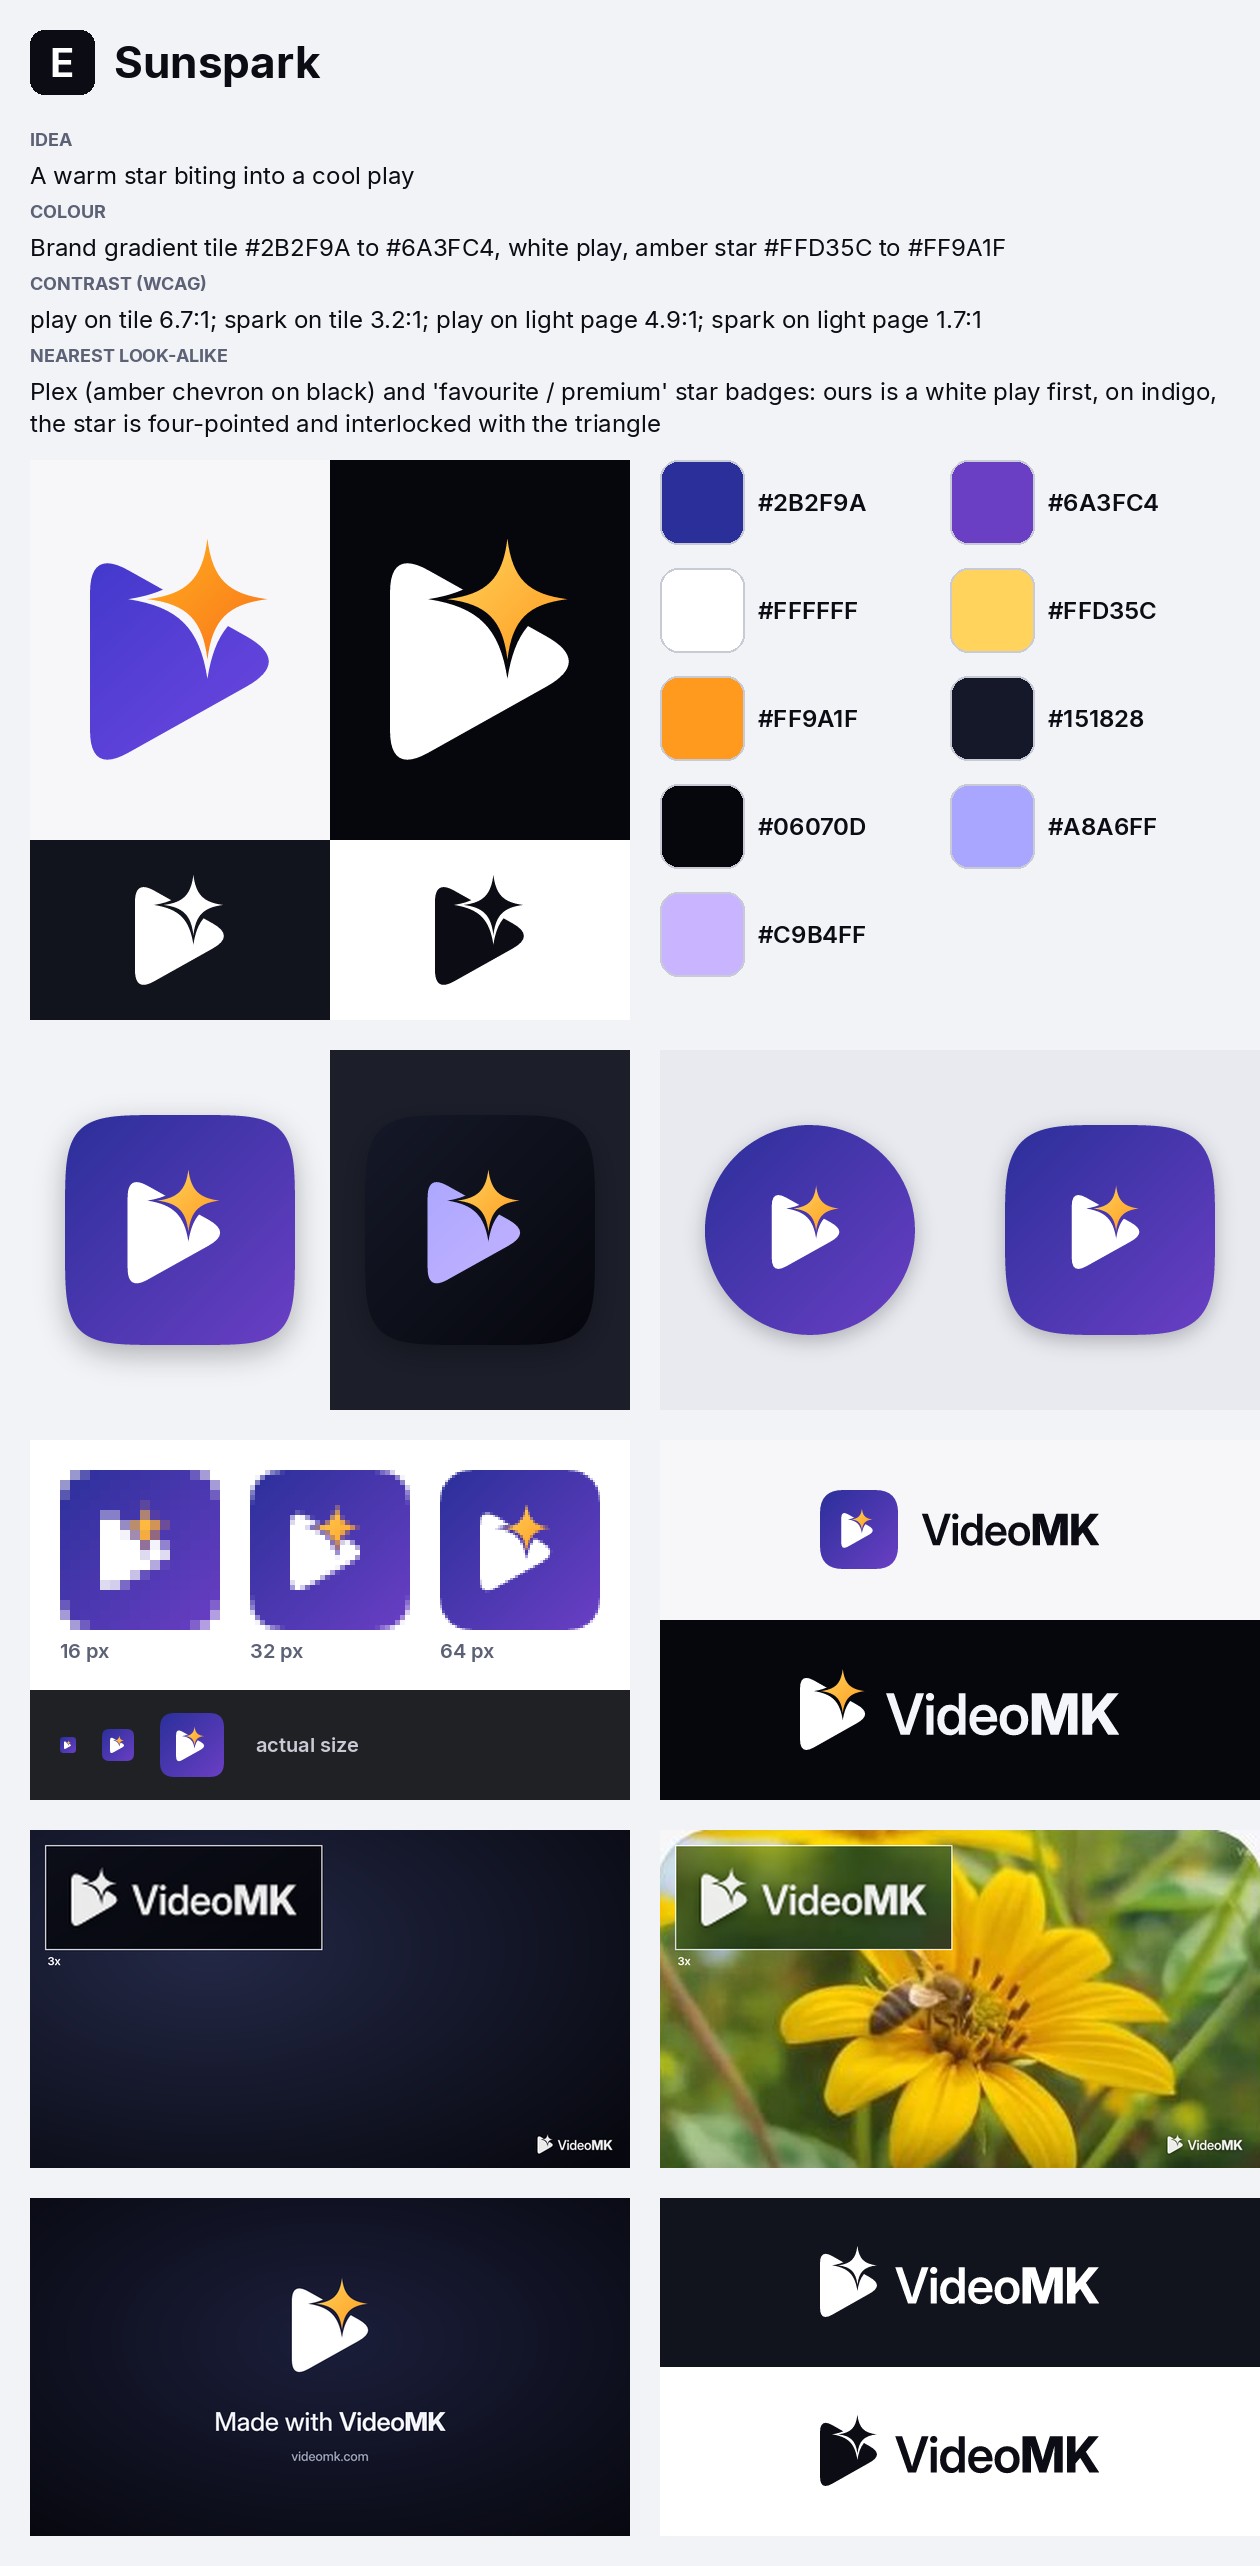 E Sunspark
IDEA
A warm star biting into a cool play
COLOUR
Brand gradient tile #2B2F9A to #6A3FC4, white play, amber star #FFD35C to #FF9A1F
CONTRAST (WCAG)
play on tile 6.7:1; spark on tile 3.2:1; play on light page 4.9:1; spark on light page 1.7:1
NEAREST LOOK-ALIKE
Plex (amber chevron on black) and 'favourite / premium' star badges: ours is a white play first, on indigo,
the star is four-pointed and interlocked with the triangle
#2B2F9A #6A3FC4
#FFFFFF #FFD35C
#FF9A1F #151828
#06070D #A8A6FF
#C9B4FF
16 px 32 px 64 px
actual size
VideoMK
VideoMK
VideoMK
3x
VideoMK
VideoMK
3x
VideoMK
Made with VideoMK
videomk.com
VideoMK
VideoMK